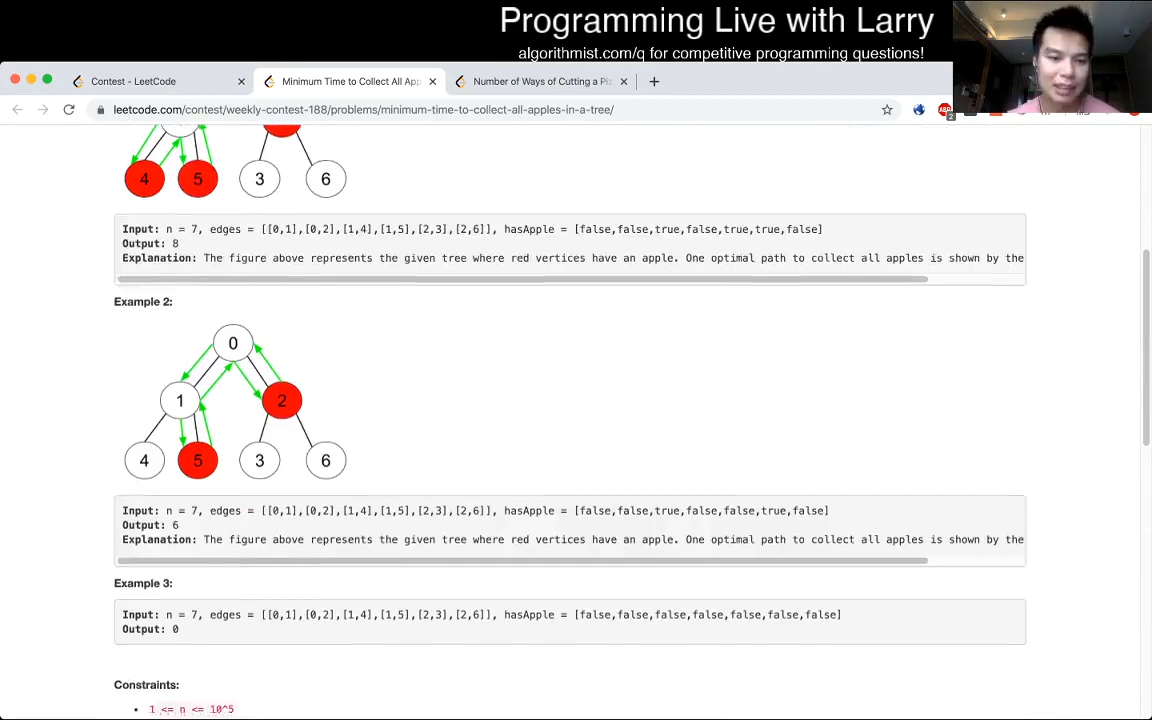 Programming Live with Larry
algorithmist.com/q for competitive programming questions!
Contest - LeetCode
Minimum Time to Collect All App
Number of Ways of Cutting a Piz
leetcode.com/contest/weekly-contest-188/problems/minimum-time-to-collect-all-apples-in-a-tree/
2
4 5 3 6
Input: n = 7, edges = [[0,1],[0,2],[1,4],[1,5],[2,3],[2,6]], hasApple = [false,false,true,false,true,true,false]
Output: 8
Explanation: The figure above represents the given tree where red vertices have an apple. One optimal path to collect all apples is shown by the
Example 2:
0
1 2
4 5 3 6
Input: n = 7, edges = [[0,1],[0,2],[1,4],[1,5],[2,3],[2,6]], hasApple = [false,false,true,false,false,true,false]
Output: 6
Explanation: The figure above represents the given tree where red vertices have an apple. One optimal path to collect all apples is shown by the
Example 3:
Input: n = 7, edges = [[0,1],[0,2],[1,4],[1,5],[2,3],[2,6]], hasApple = [false,false,false,false,false,false,false]
Output: 0
Constraints:
1 <= n <= 10^5